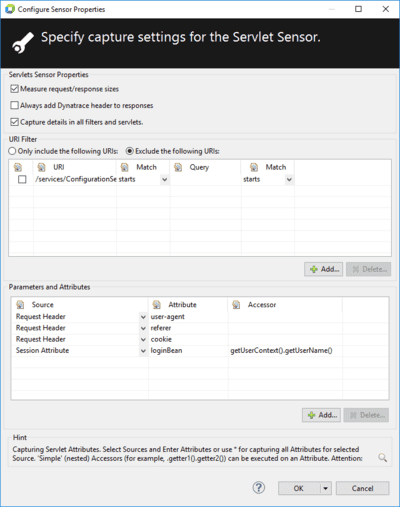 Configure Sensor Properties
Specify capture settings for the Servlet Sensor.
Servlets Sensor Properties
Measure request/response sizes
Always add Dynatrace header to responses
Capture details in all filters and servlets.
URI Filter
Only include the following URIs: Exclude the following URIs:
URI Match Query Match
/services/ConfigurationSe starts starts
Add... Delete...
Parameters and Attributes
Source Attribute Accessor
Request Header user-agent
Request Header referer
Request Header cookie
Session Attribute loginBean getUserContext().getUserName()
Add... Delete...
Hint
Capturing Servlet Attributes. Select Sources and Enter Attributes or use * for capturing all Attributes for selected
Source. 'Simple' (nested) Accessors (for example, .getter1().getter2()) can be executed on an Attribute. Attention:
? OK Cancel